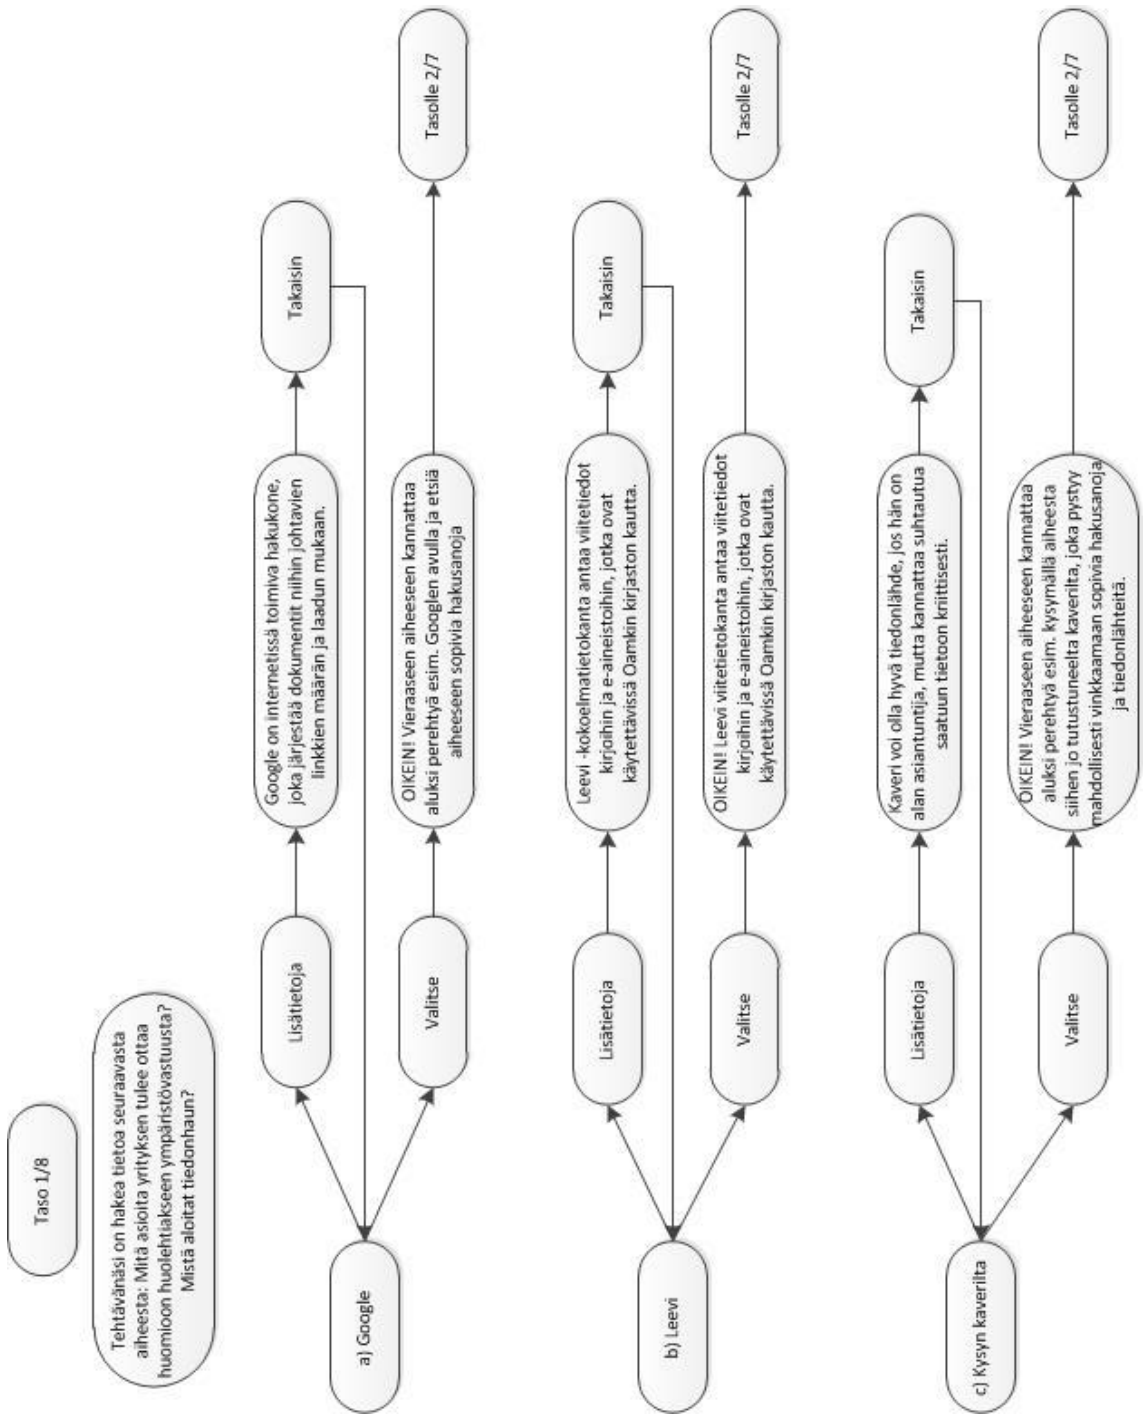 Taso 1/8
Tehtävänäsi on hakea tietoa seuraavasta
aiheesta: Mitä asioita yrityksen tulee ottaa
huomioon huolehtiakseen ympäristövastuusta?
Mistä aloitat tiedonhaun?
a) Google
Lisätietoja
Google on internetissä toimiva hakukone,
joka järjestää dokumentit niihin johtavien
linkkien määrän ja laadun mukaan.
Takaisin
Valitse
OIKEIN! Vieraaseen aiheeseen kannattaa
aluksi perehtyä esim. Googlen avulla ja etsiä
aiheeseen sopivia hakusanoja
Tasolle 2/7
b) Leevi
Lisätietoja
Leevi -kokoelmatietokanta antaa viitetiedot
kirjoihin ja e-aineistoihin, jotka ovat
käytettävissä Oamkin kirjaston kautta.
Takaisin
Valitse
OIKEIN! Leevi viitetietokanta antaa viitetiedot
kirjoihin ja e-aineistoihin, jotka ovat
käytettävissä Oamkin kirjaston kautta.
Tasolle 2/7
c) Kysyn kaverilta
Lisätietoja
Kaveri voi olla hyvä tiedonlähde, jos hän on
alan asiantuntija, mutta kannattaa suhtautua
saatuun tietoon kriittisesti.
Takaisin
Valitse
OIKEIN! Vieraaseen aiheeseen kannattaa
aluksi perehtyä esim. kysymällä aiheesta
siihen jo tutustuneelta kaverilta, joka pystyy
mahdollisesti vinkkaamaan sopivia hakusanoja
ja tiedonlähteitä.
Tasolle 2/7